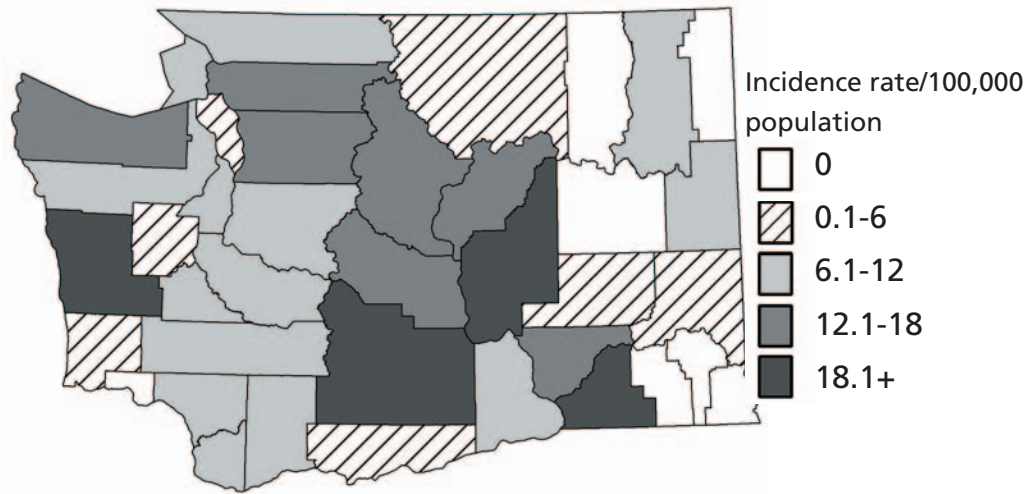 Incidence rate/100,000
population
0
0.1-6
6.1-12
12.1-18
18.1+